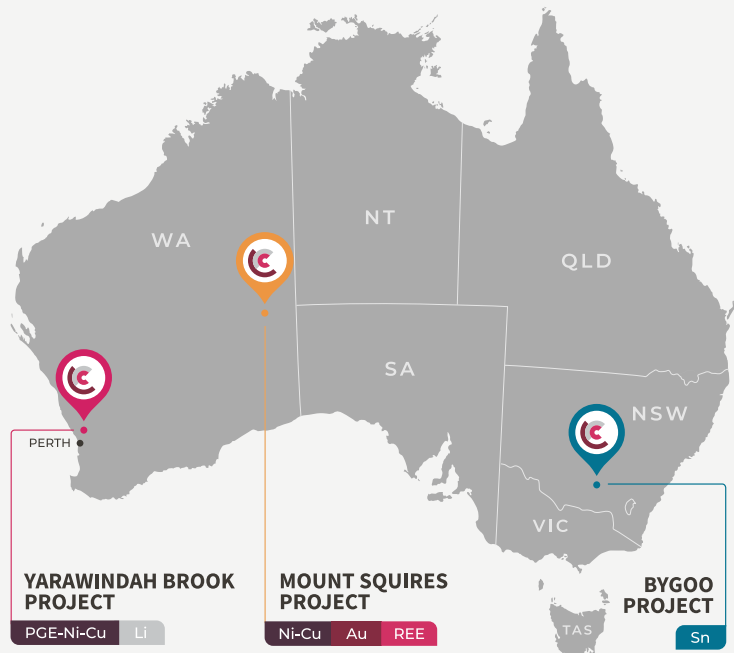 NT
WA
QLD
SA
NSW
PERTH
VIC
YARAWINDAH BROOK
PROJECT
PGE-Ni-Cu Li
MOUNT SQUIRES
PROJECT
Ni-Cu Au REE
BYGOO
PROJECT
Sn
TAS